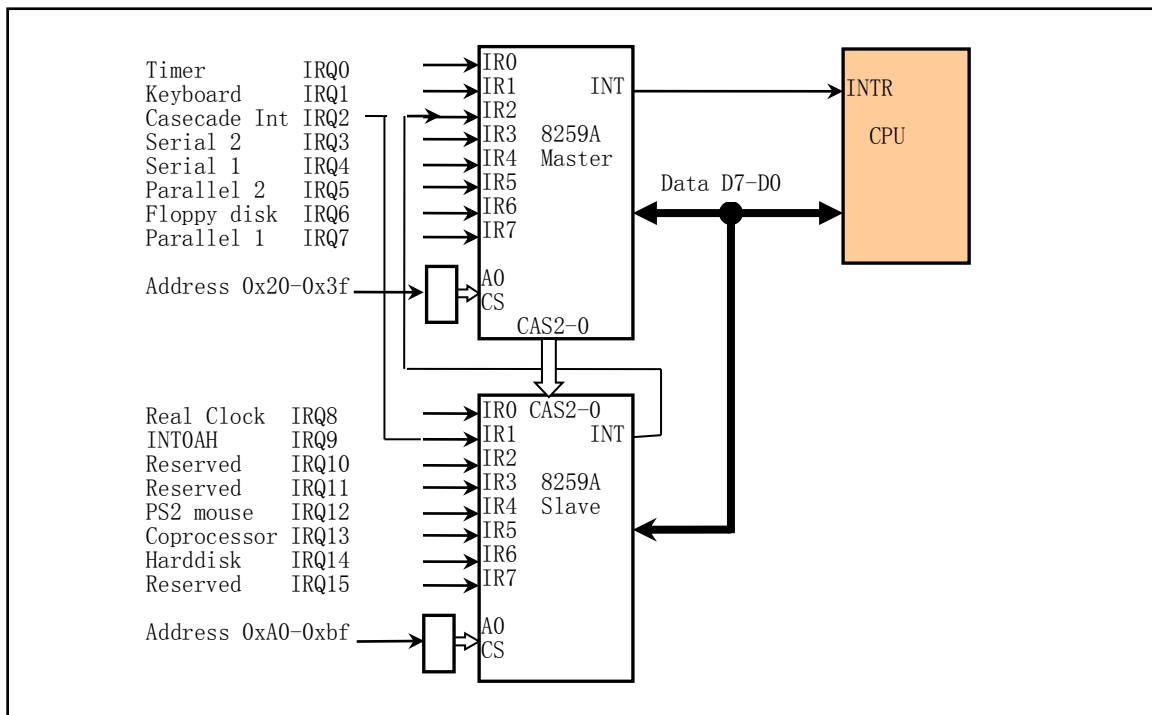 Timer IRQ0
Keyboard IRQ1
Casecade Int IRQ2
Serial 2 IRQ3
Serial 1 IRQ4
Parallel 2 IRQ5
Floppy disk IRQ6
Parallel 1 IRQ7
Address 0x20-0x3f
IR0
IR1
IR2
IR3
IR4
IR5
IR6
IR7
A0
CS
INT
8259A
Master
CAS2-0
INTR
CPU
Data D7-D0
Real Clock IRQ8
INT0AH IRQ9
Reserved IRQ10
Reserved IRQ11
PS2 mouse IRQ12
Coprocessor IRQ13
Harddisk IRQ14
Reserved IRQ15
Address 0xA0-0xbf
IR0 CAS2-0
IR1
IR2
IR3
IR4
IR5
IR6
IR7
A0
CS
INT
8259A
Slave